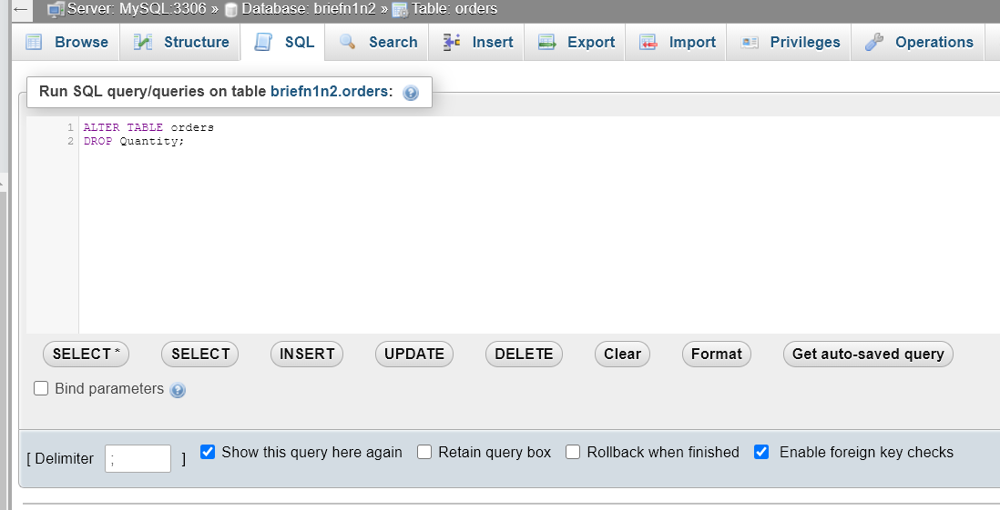 ← Server: MySQL:3306 » Database: briefn1n2 » Table: orders
Browse Structure SQL Search Insert Export Import Privileges Operations
Run SQL query/queries on table briefn1n2.orders:
1 ALTER TABLE orders
2 DROP Quantity;
SELECT * SELECT INSERT UPDATE DELETE Clear Format Get auto-saved query
Bind parameters
[ Delimiter ; ] Show this query here again Retain query box Rollback when finished Enable foreign key checks